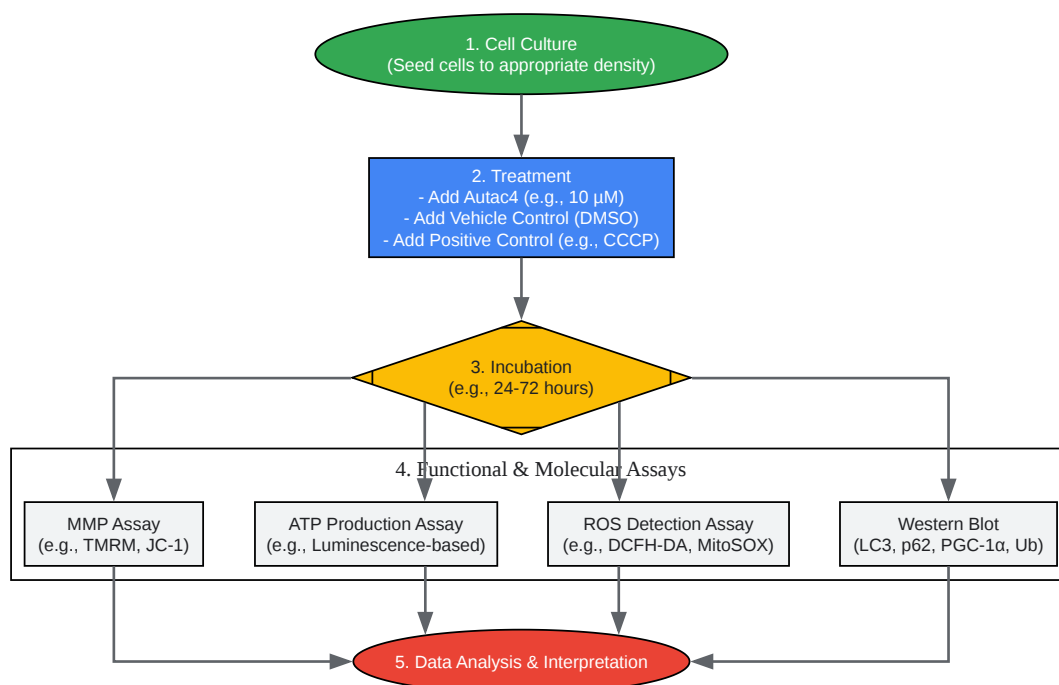 1. Cell Culture
(Seed cells to appropriate density)
2. Treatment
- Add Autac4 (e.g., 10 µM)
- Add Vehicle Control (DMSO)
- Add Positive Control (e.g., CCCP)
3. Incubation
(e.g., 24-72 hours)
4. Functional & Molecular Assays
MMP Assay
(e.g., TMRM, JC-1)
ATP Production Assay
(e.g., Luminescence-based)
ROS Detection Assay
(e.g., DCFH-DA, MitoSOX)
Western Blot
(LC3, p62, PGC-1α, Ub)
5. Data Analysis & Interpretation